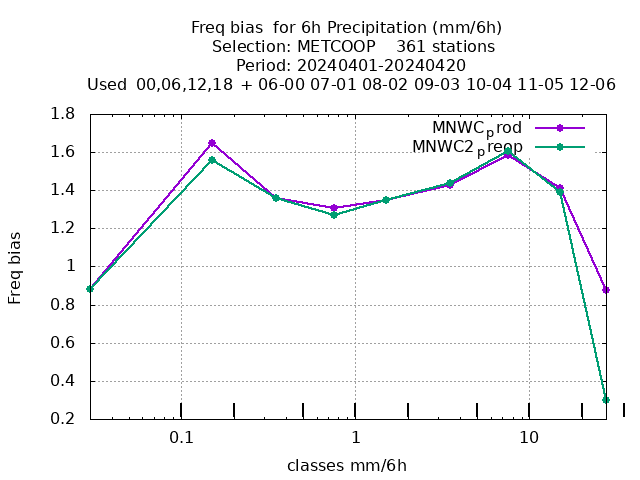 Freq bias  for 6h Precipitation (mm/6h)
Selection: METCOOP    361 stations
Period: 20240401-20240420
Used  00,06,12,18  + 06-00 07-01 08-02 09-03 10-04 11-05 12-06
1.8
MNWCprod
1.6
MNWC2preop
1.4
1.2
1
0.8
0.6
0.4
0.2
Freq bias
0.1
1
10
classes mm/6h